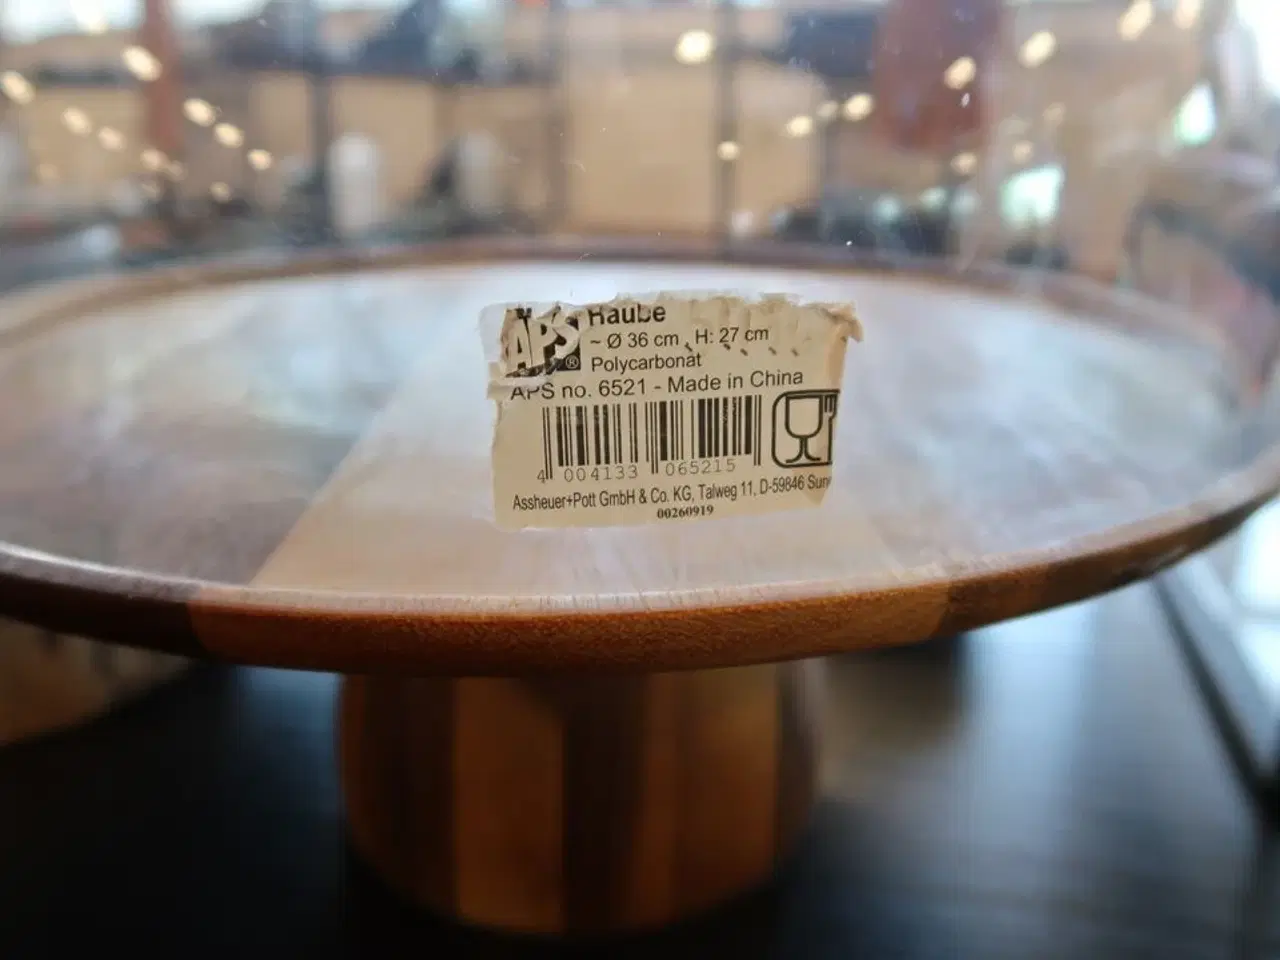 APS® Haube
~ Ø 36 cm, H: 27 cm
Polycarbonat
APS no. 6521 - Made in China
4 004133 065215
Assheuer+Pott GmbH & Co. KG, Talweg 11, D-59846
00260919